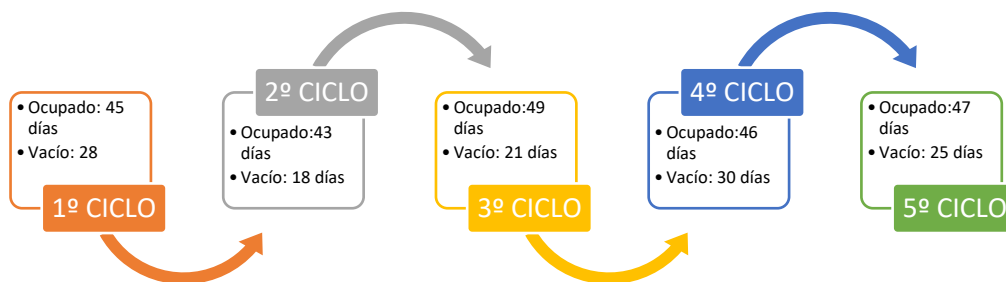 • Ocupado: 45
días
• Vacío: 28
1º CICLO
2º CICLO
• Ocupado:43
días
• Vacío: 18 días
• Ocupado:49
días
• Vacío: 21 días
3º CICLO
4º CICLO
• Ocupado:46
días
• Vacío: 30 días
• Ocupado:47
días
• Vacío: 25 días
5º CICLO